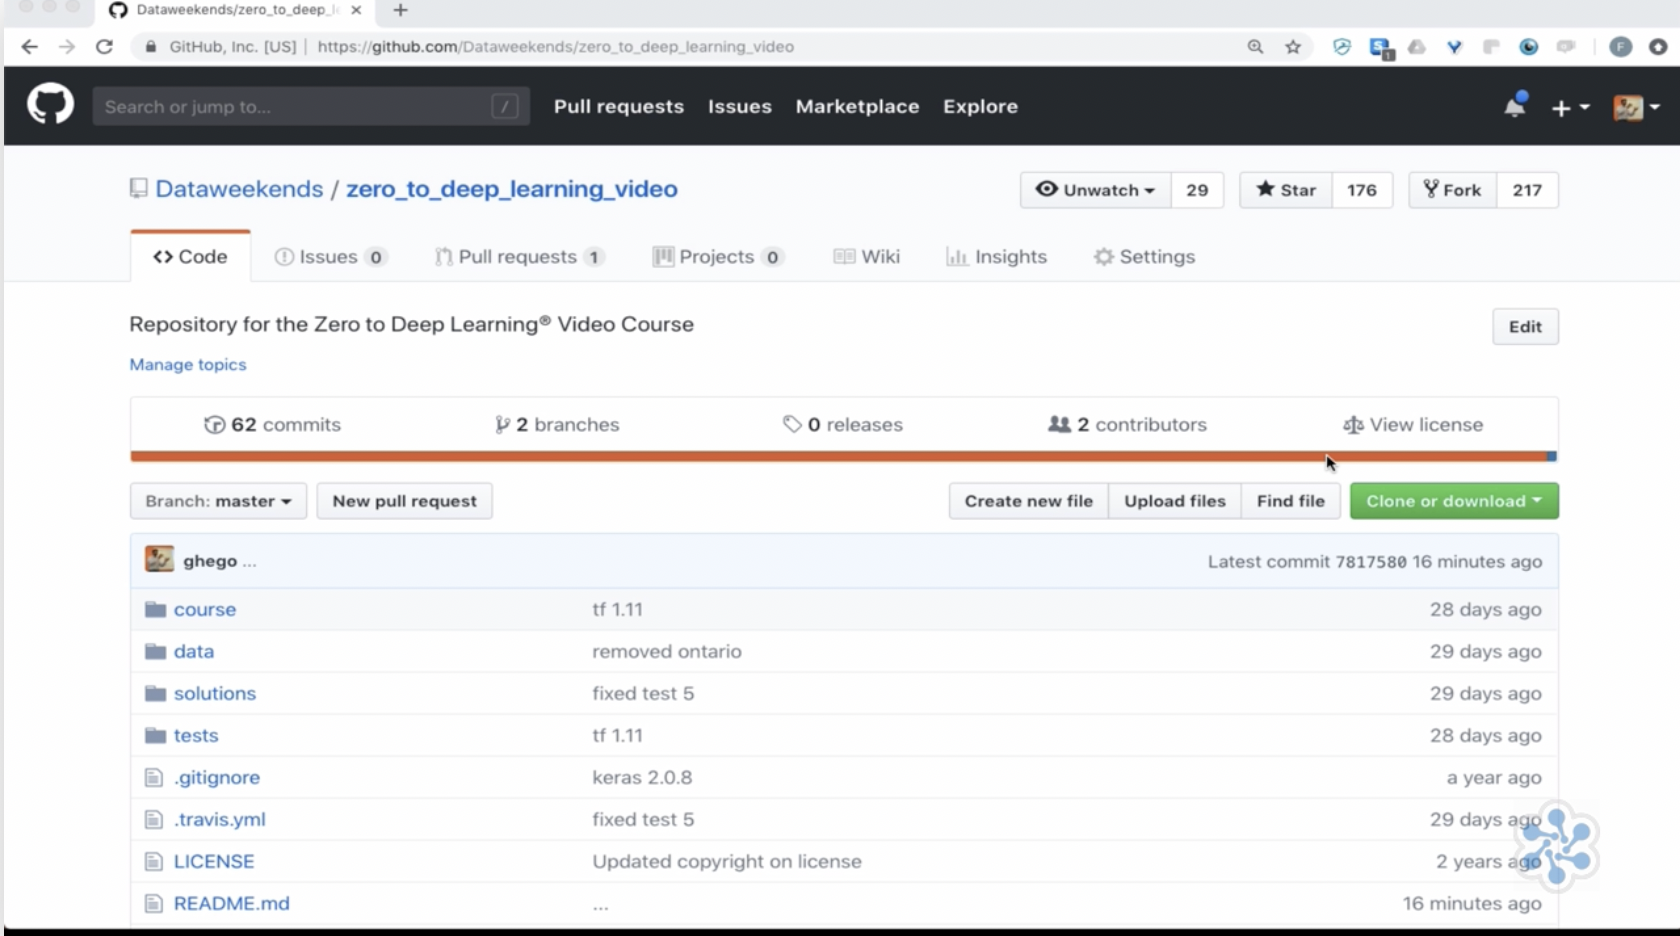 Dataweekends/zero_to_deep_le
GitHub, Inc. [US] | https://github.com/Dataweekends/zero_to_deep_learning_video
Search or jump to... / Pull requests Issues Marketplace Explore
Dataweekends / zero_to_deep_learning_video Unwatch 29 Star 176 Fork 217
Code Issues 0 Pull requests 1 Projects 0 Wiki Insights Settings
Repository for the Zero to Deep Learning® Video Course Edit
Manage topics
62 commits 2 branches 0 releases 2 contributors View license
Branch: master New pull request Create new file Upload files Find file Clone or download
ghego ... Latest commit 7817580 16 minutes ago
course tf 1.11 28 days ago
data removed ontario 29 days ago
solutions fixed test 5 29 days ago
tests tf 1.11 28 days ago
.gitignore keras 2.0.8 a year ago
.travis.yml fixed test 5 29 days ago
LICENSE Updated copyright on license 2 years ago
README.md ... 16 minutes ago